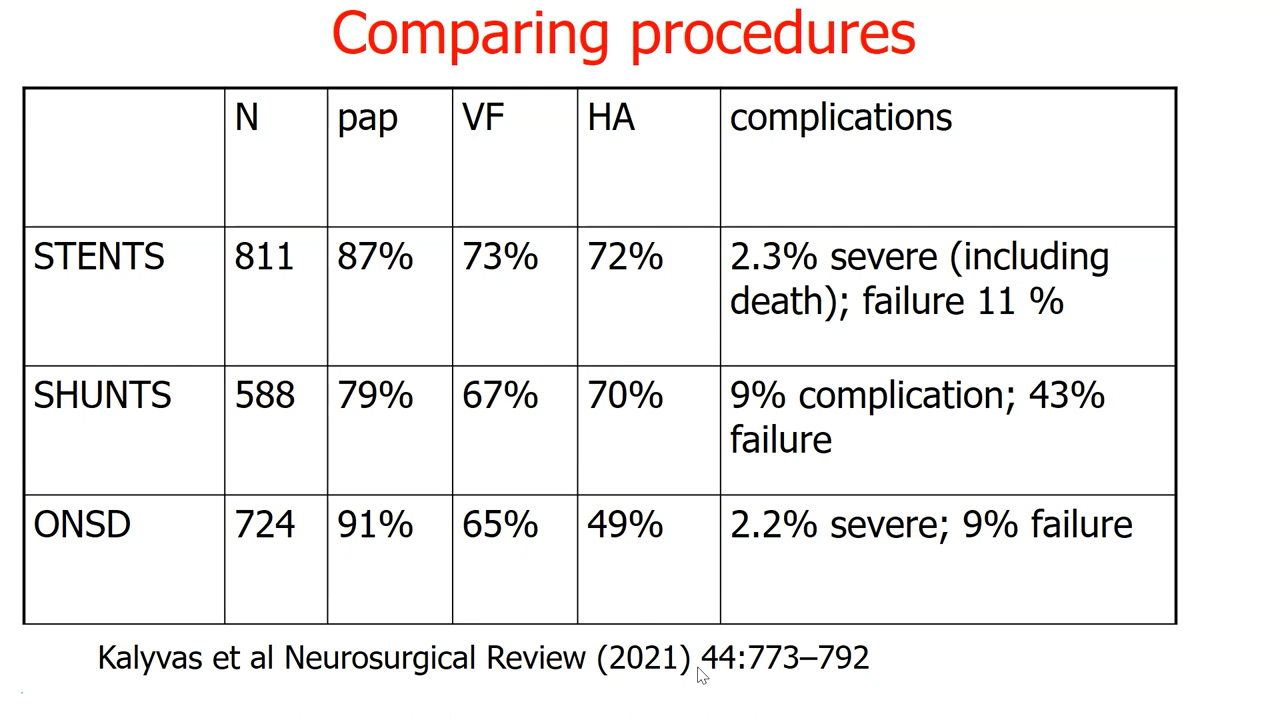 Comparing procedures
N pap VF HA complications
STENTS 811 87% 73% 72% 2.3% severe (including
death); failure 11 %
SHUNTS 588 79% 67% 70% 9% complication; 43%
failure
ONSD 724 91% 65% 49% 2.2% severe; 9% failure
Kalyvas et al Neurosurgical Review (2021) 44:773–792